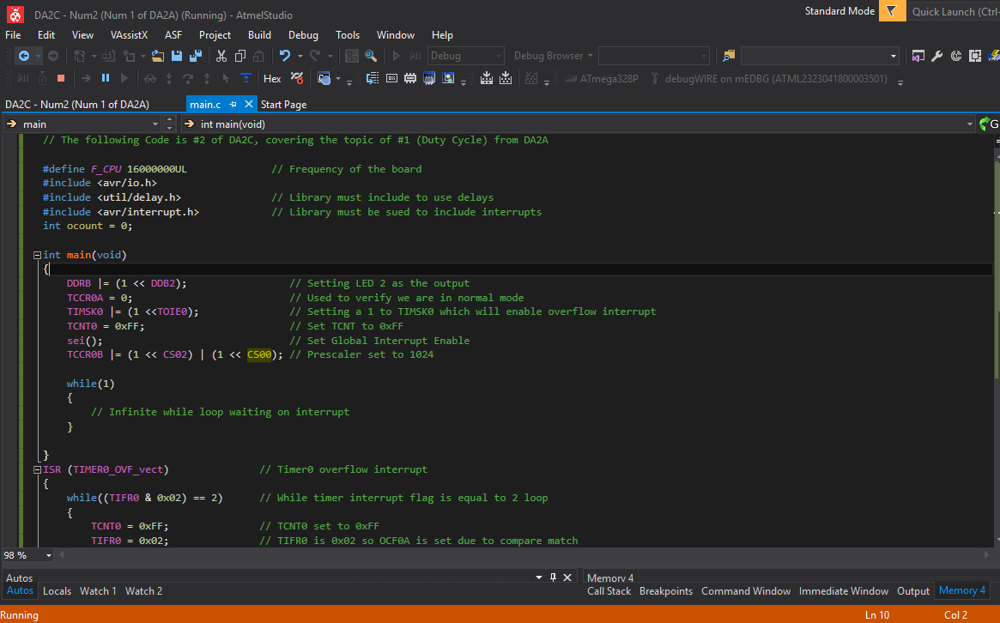 DA2C - Num2 (Num 1 of DA2A) (Running) - AtmelStudio
Standard Mode
Quick Launch (Ctrl-
File Edit View VAssistX ASF Project Build Debug Tools Window Help
Debug Debug Browser
Hex ATmega328P debugWIRE on mEDBG (ATML2323041800003501)
DA2C - Num2 (Num 1 of DA2A) main.c Start Page
main int main(void) G
// The following Code is #2 of DA2C, covering the topic of #1 (Duty Cycle) from DA2A
#define F_CPU 16000000UL // Frequency of the board
#include <avr/io.h>
#include <util/delay.h> // Library must include to use delays
#include <avr/interrupt.h> // Library must be sued to include interrupts
int ocount = 0;
int main(void)
{
DDRB |= (1 << DDB2); // Setting LED 2 as the output
TCCR0A = 0; // Used to verify we are in normal mode
TIMSK0 |= (1 <<TOIE0); // Setting a 1 to TIMSK0 which will enable overflow interrupt
TCNT0 = 0xFF; // Set TCNT to 0xFF
sei(); // Set Global Interrupt Enable
TCCR0B |= (1 << CS02) | (1 << CS00); // Prescaler set to 1024
while(1)
{
// Infinite while loop waiting on interrupt
}
}
ISR (TIMER0_OVF_vect) // Timer0 overflow interrupt
{
while((TIFR0 & 0x02) == 2) // While timer interrupt flag is equal to 2 loop
{
TCNT0 = 0xFF; // TCNT0 set to 0xFF
TIFR0 = 0x02; // TIFR0 is 0x02 so OCF0A is set due to compare match
98 %
Autos
Memory 4
Autos Locals Watch 1 Watch 2
Call Stack Breakpoints Command Window Immediate Window Output Memory 4
Running Ln 10 Col 2